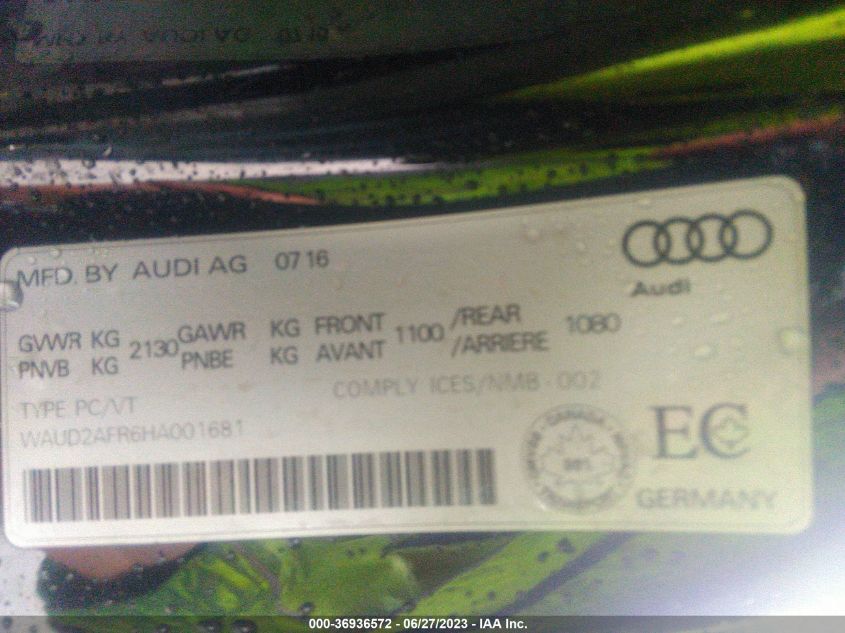 MFD. BY AUDI AG 0716
Audi
GVWR KG 2130 GAWR KG FRONT 1100 /REAR 1080
PNVB KG PNBE KG AVANT /ARRIERE
COMPLY ICES/NMB-002
TYPE PC/VT
WAUD2AFR6HA001681
CANADA
EC
GERMANY
000-36936572 - 06/27/2023 - IAA Inc.